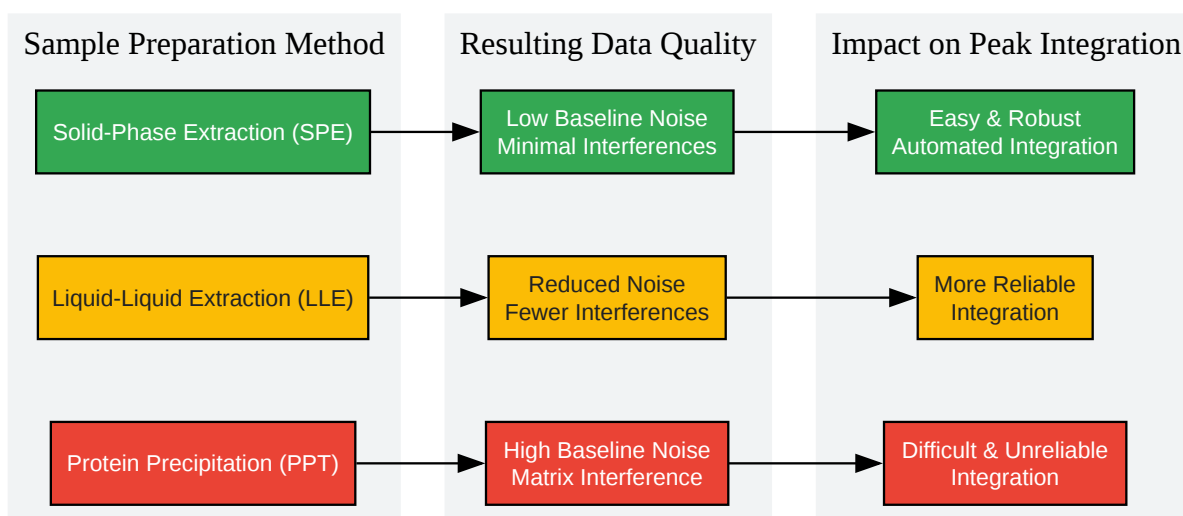 Sample Preparation Method
Resulting Data Quality
Impact on Peak Integration
Solid-Phase Extraction (SPE)
Low Baseline Noise
Minimal Interferences
Easy & Robust
Automated Integration
Liquid-Liquid Extraction (LLE)
Reduced Noise
Fewer Interferences
More Reliable
Integration
Protein Precipitation (PPT)
High Baseline Noise
Matrix Interference
Difficult & Unreliable
Integration